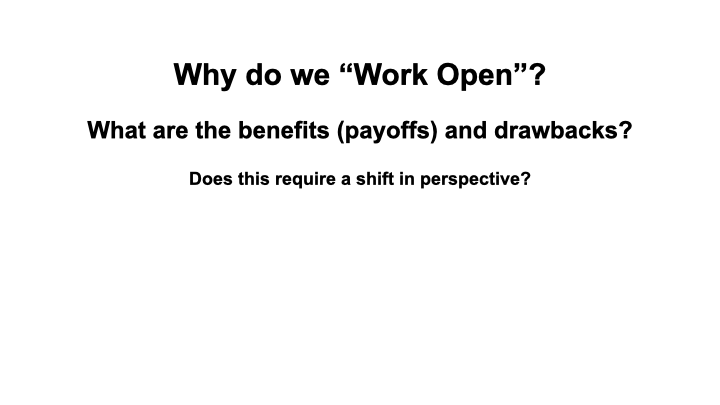 Why do we “Work Open”?
What are the benefits (payoffs) and drawbacks?
Does this require a shift in perspective?